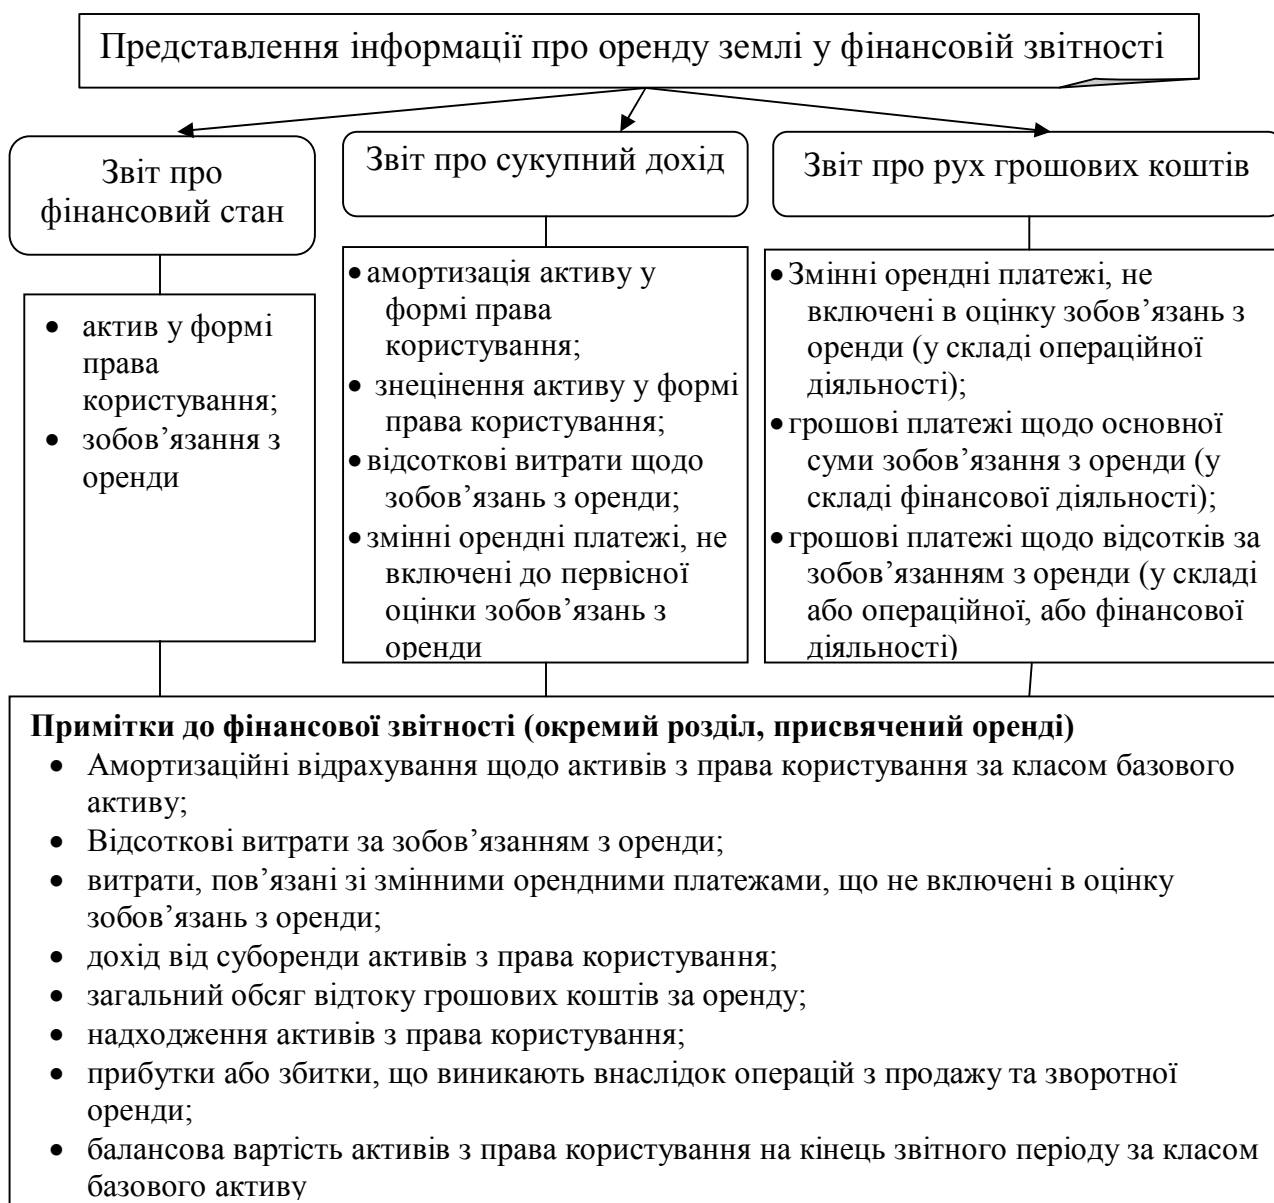 Представлення інформації про оренду землі у фінансовій звітності
Звіт про
фінансовий стан
Звіт про сукупний дохід
Звіт про рух грошових коштів
• актив у формі
права
користування;
• зобов’язання з
оренди
• амортизація активу у
формі права
користування;
• знецінення активу у формі
права користування;
• відсоткові витрати щодо
зобов’язань з оренди;
• змінні орендні платежі, не
включені до первісної
оцінки зобов’язань з
оренди
• Змінні орендні платежі, не
включені в оцінку зобов’язань з
оренди (у складі операційної
діяльності);
• грошові платежі щодо основної
суми зобов’язання з оренди (у
складі фінансової діяльності);
• грошові платежі щодо відсотків за
зобов’язанням з оренди (у складі
або операційної, або фінансової
діяльності)
Примітки до фінансової звітності (окремий розділ, присвячений оренді)
• Амортизаційні відрахування щодо активів з права користування за класом базового
активу;
• Відсоткові витрати за зобов’язанням з оренди;
• витрати, пов’язані зі змінними орендними платежами, що не включені в оцінку
зобов’язань з оренди;
• дохід від суборенди активів з права користування;
• загальний обсяг відтоку грошових коштів за оренду;
• надходження активів з права користування;
• прибутки або збитки, що виникають внаслідок операцій з продажу та зворотної
оренди;
• балансова вартість активів з права користування на кінець звітного періоду за класом
базового активу